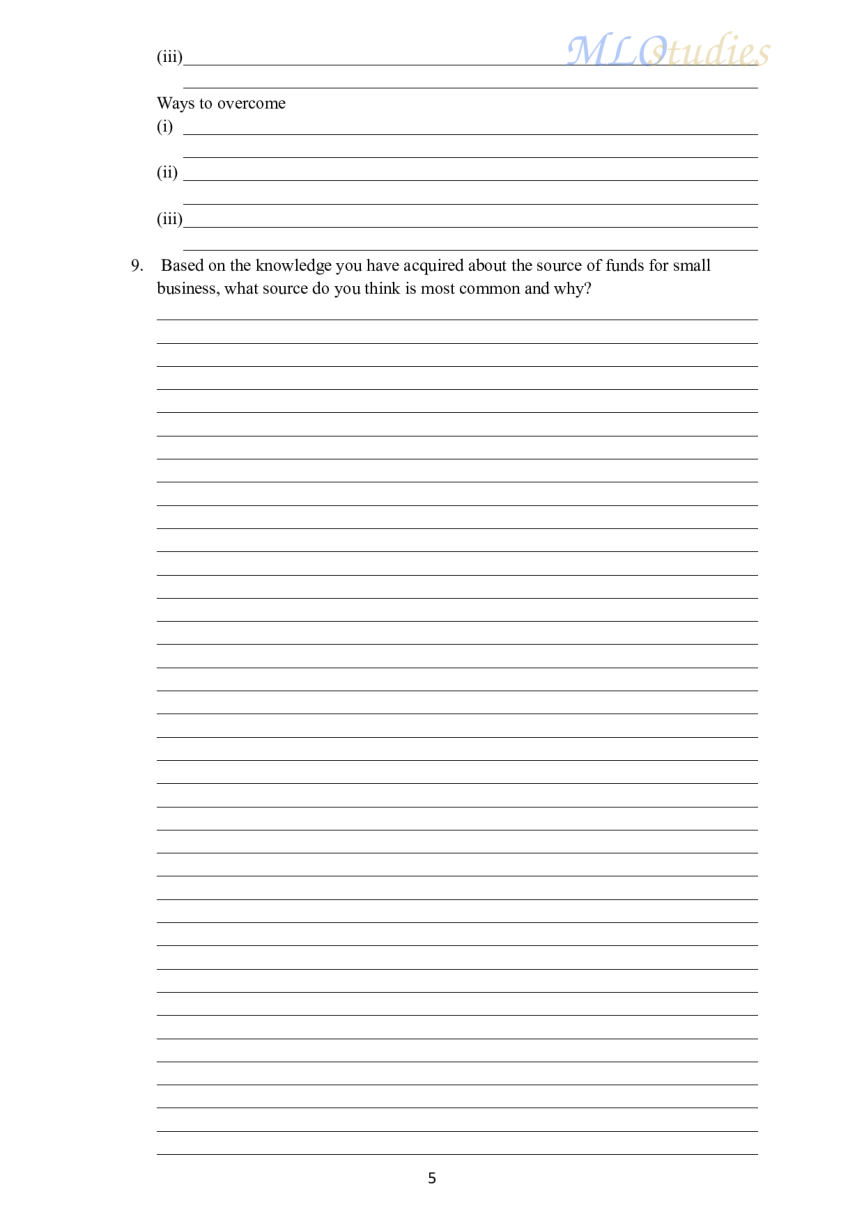 MLOstudies
(iii)
Ways to overcome
(i)
(ii)
(iii)
9. Based on the knowledge you have acquired about the source of funds for small
business, what source do you think is most common and why?
5